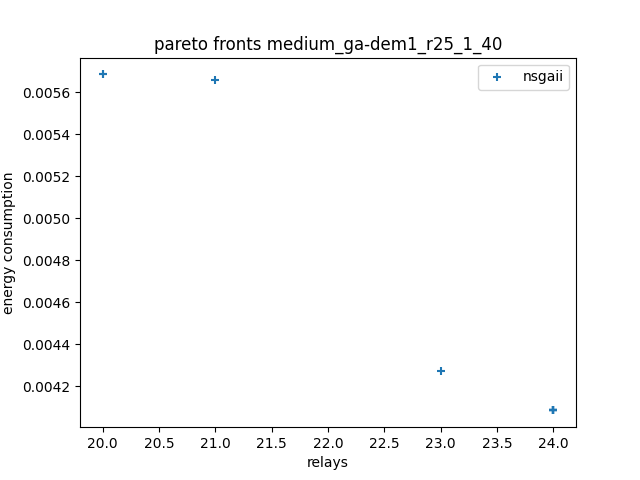 pareto fronts medium_ga-dem1_r25_1_40
nsgaii
0.0056
0.0054
0.0052
0.0050
0.0048
0.0046
0.0044
0.0042
energy consumption
20.0 20.5 21.0 21.5 22.0 22.5 23.0 23.5 24.0
relays